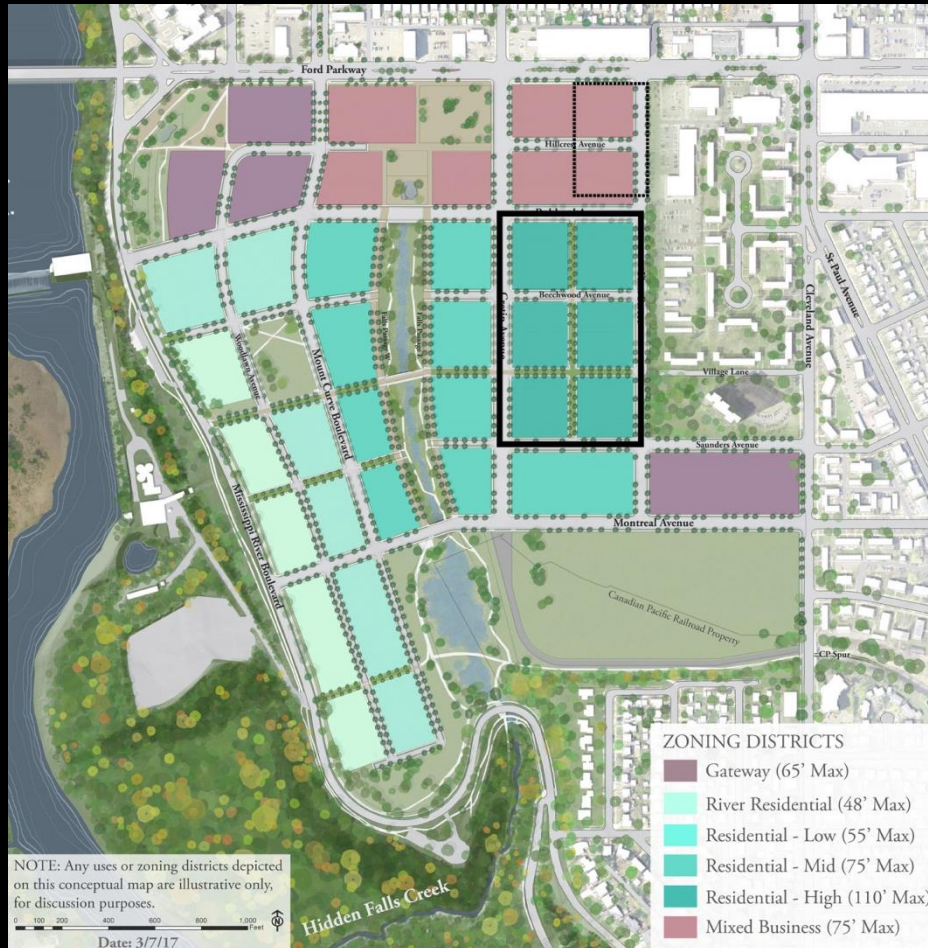 Ford Parkway
Hillcrest Avenue
Beechwood Avenue
Cleveland Avenue
St Paul Avenue
Village Lane
Woodlawn Avenue
Mount Curve Boulevard
Saunders Avenue
Mississippi River Boulevard
Montreal Avenue
Canadian Pacific Railroad Property
CP Spur
Hidden Falls Creek
ZONING DISTRICTS
Gateway (65' Max)
River Residential (48' Max)
Residential - Low (55' Max)
Residential - Mid (75' Max)
Residential - High (110' Max)
Mixed Business (75' Max)
NOTE: Any uses or zoning districts depicted
on this conceptual map are illustrative only,
for discussion purposes.
0 100 200 400 600 800 1,000
Feet
N
Date: 3/7/17